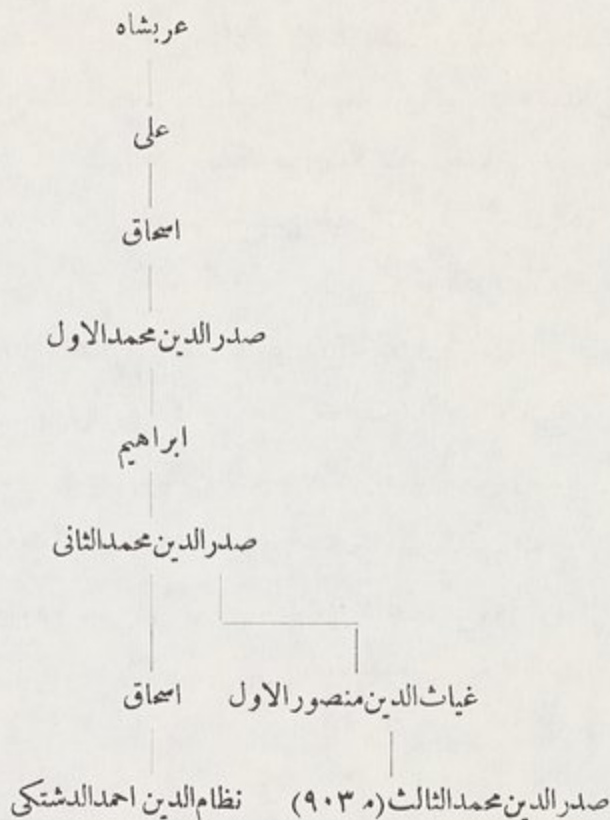 عربشاه
علی
اسحاق
صدرالدین محمدالاول
ابراهیم
صدرالدین محمدالثانی
غیاث‌الدین منصورالاول
اسحاق
صدرالدین محمدالثالث (م ۹۰۳)
نظام‌الدین احمدالدشتکی